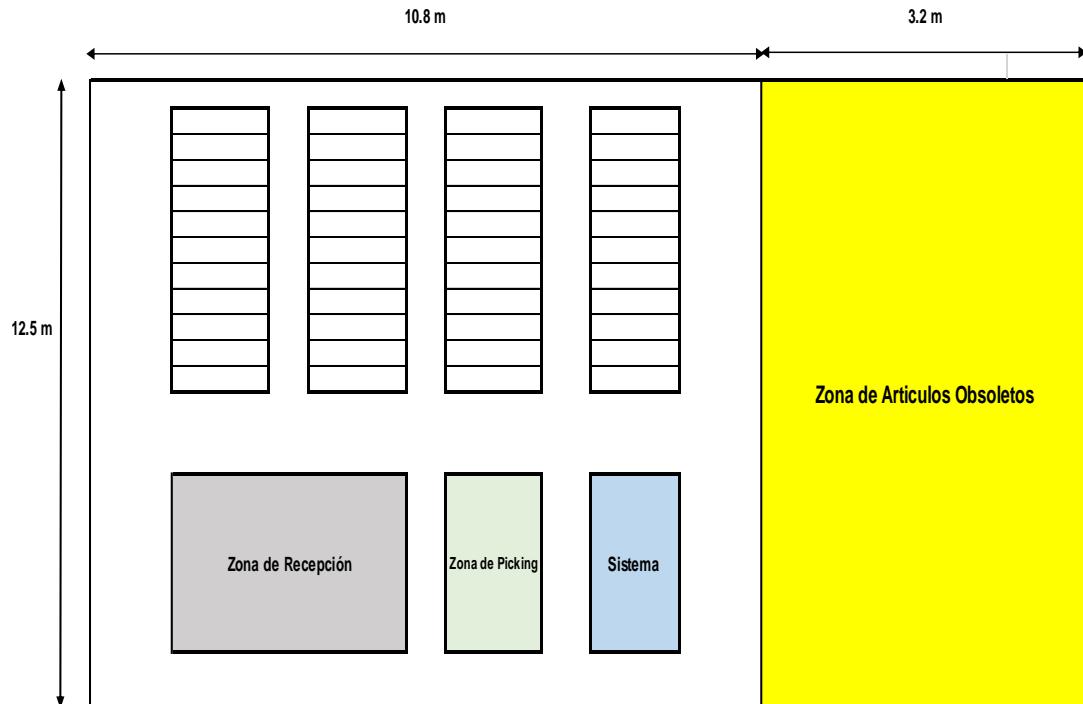 10.8 m
3.2 m
12.5 m
Zona de Articulos Obsoletos
Zona de Recepción
Zona de Picking
Sistema